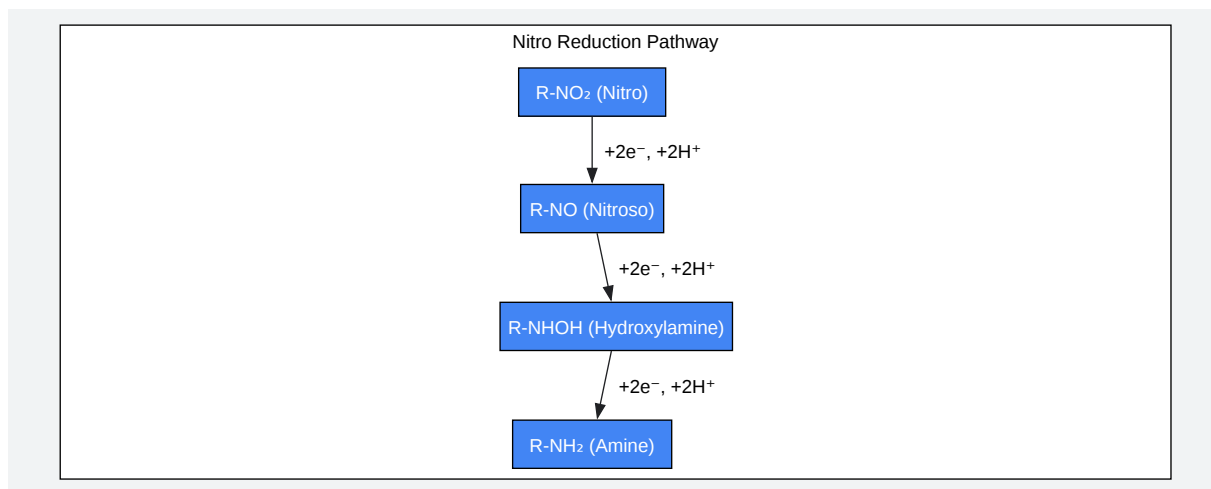 Nitro Reduction Pathway
R-NO₂ (Nitro)
+2e⁻, +2H⁺
R-NO (Nitroso)
+2e⁻, +2H⁺
R-NHOH (Hydroxylamine)
+2e⁻, +2H⁺
R-NH₂ (Amine)